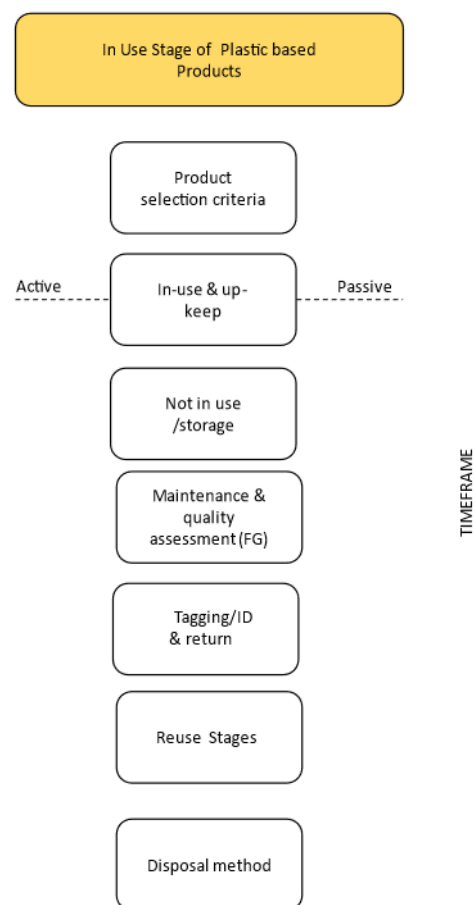 In Use Stage of Plastic based
Products
Product
selection criteria
Active
In-use & up-
keep
Passive
Not in use
/storage
TIMEFRAME
Maintenance &
quality
assessment (FG)
Tagging/ID
& return
Reuse Stages
Disposal method